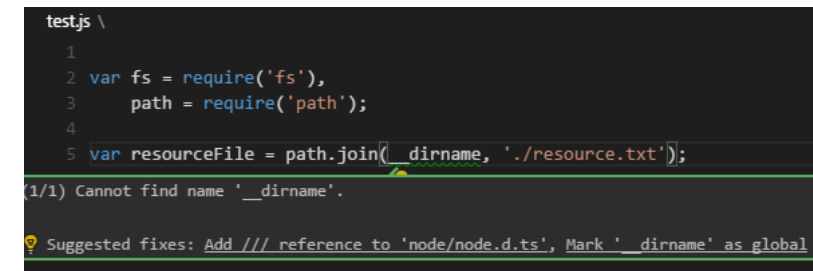 test.js \
1
2 var fs = require('fs'),
3 path = require('path');
4
5 var resourceFile = path.join(__dirname, './resource.txt');
(1/1) Cannot find name '__dirname'.
Suggested fixes: Add /// reference to 'node/node.d.ts', Mark '__dirname' as global